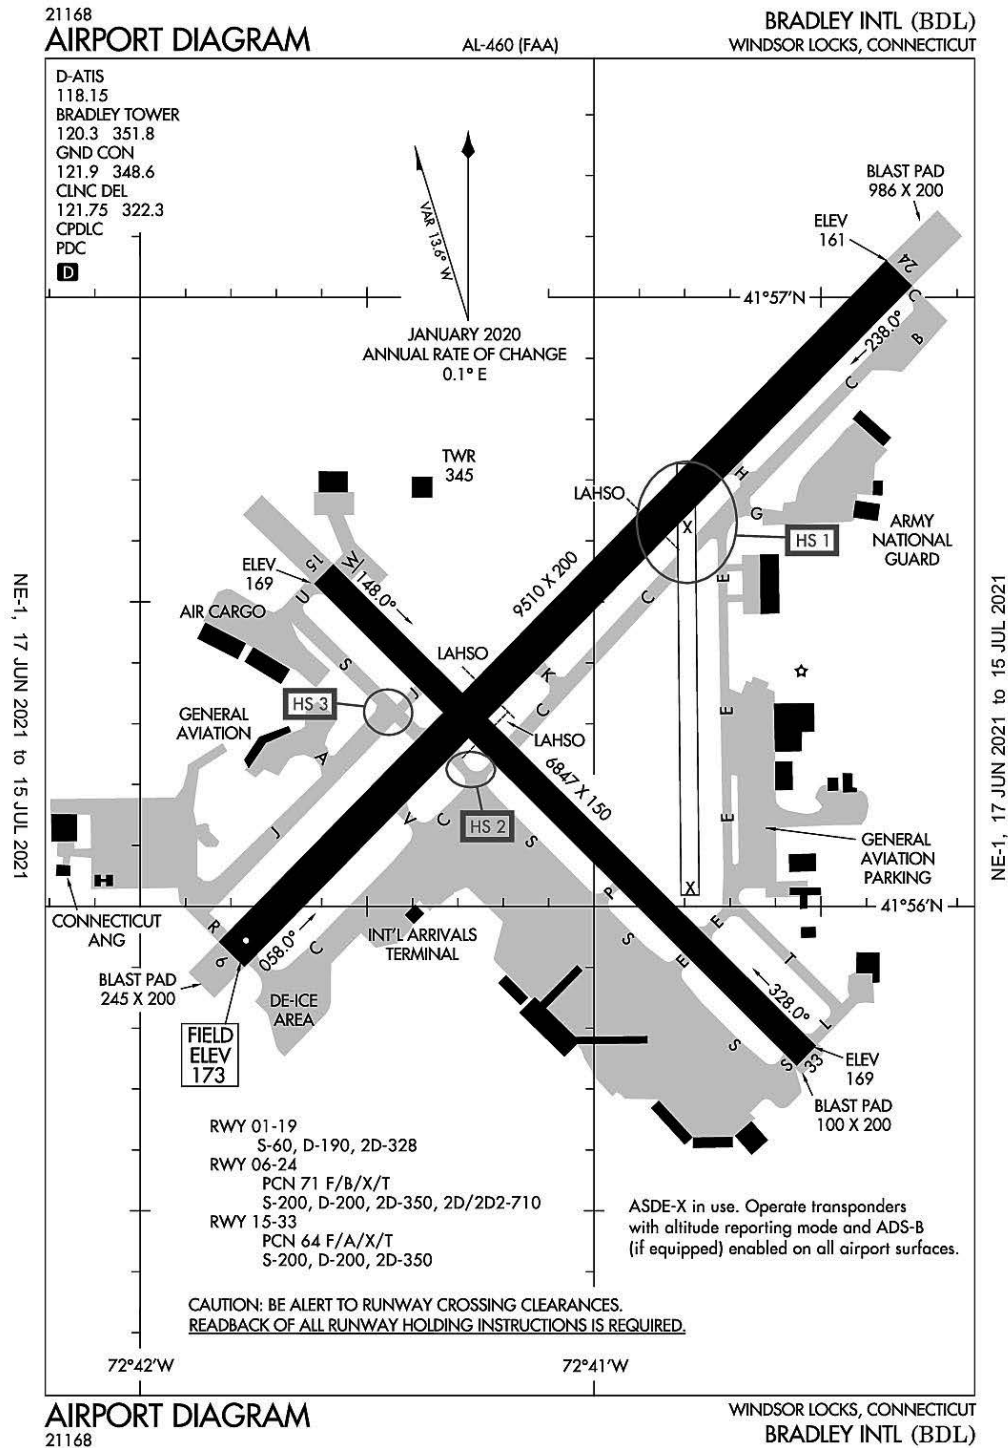 21168
AIRPORT DIAGRAM
AL-460 (FAA)
BRADLEY INTL (BDL)
WINDSOR LOCKS, CONNECTICUT
D-ATIS
118.15
BRADLEY TOWER
120.3 351.8
GND CON
121.9 348.6
CLNC DEL
121.75 322.3
CPDLC
PDC
D
VAR 13.6° W
JANUARY 2020
ANNUAL RATE OF CHANGE
0.1° E
BLAST PAD
986 X 200
ELEV
161
24
41°57'N
C
238.0°
B
C
TWR
345
LAHSO
H
G
X
HS 1
ARMY
NATIONAL
GUARD
ELEV
169
15
W
U
148.0°
9510 X 200
C
E
AIR CARGO
S
LAHSO
K
J
C
HS 3
GENERAL
AVIATION
A
LAHSO
E
6847 X 150
J
V
C
HS 2
S
E
GENERAL
AVIATION
PARKING
X
P
41°56'N
CONNECTICUT
ANG
R
6
058.0°
C
INT'L ARRIVALS
TERMINAL
S
E
E
T
BLAST PAD
245 X 200
DE-ICE
AREA
328.0°
T
FIELD
ELEV
173
S
S
33
ELEV
169
BLAST PAD
100 X 200
RWY 01-19
S-60, D-190, 2D-328
RWY 06-24
PCN 71 F/B/X/T
S-200, D-200, 2D-350, 2D/2D2-710
RWY 15-33
PCN 64 F/A/X/T
S-200, D-200, 2D-350
ASDE-X in use. Operate transponders
with altitude reporting mode and ADS-B
(if equipped) enabled on all airport surfaces.
CAUTION: BE ALERT TO RUNWAY CROSSING CLEARANCES.
READBACK OF ALL RUNWAY HOLDING INSTRUCTIONS IS REQUIRED.
72°42'W
72°41'W
NE-1, 17 JUN 2021 to 15 JUL 2021
NE-1, 17 JUN 2021 to 15 JUL 2021
AIRPORT DIAGRAM
21168
WINDSOR LOCKS, CONNECTICUT
BRADLEY INTL (BDL)